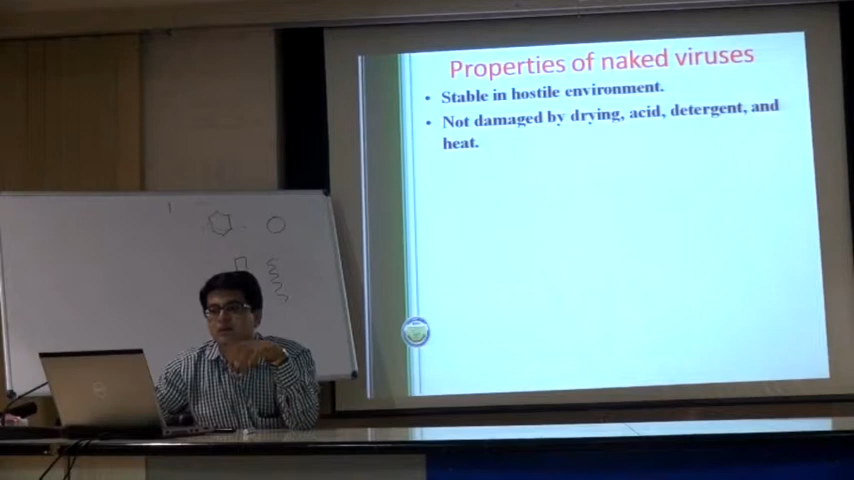 Properties of naked viruses
• Stable in hostile environment.
• Not damaged by drying, acid, detergent, and
heat.